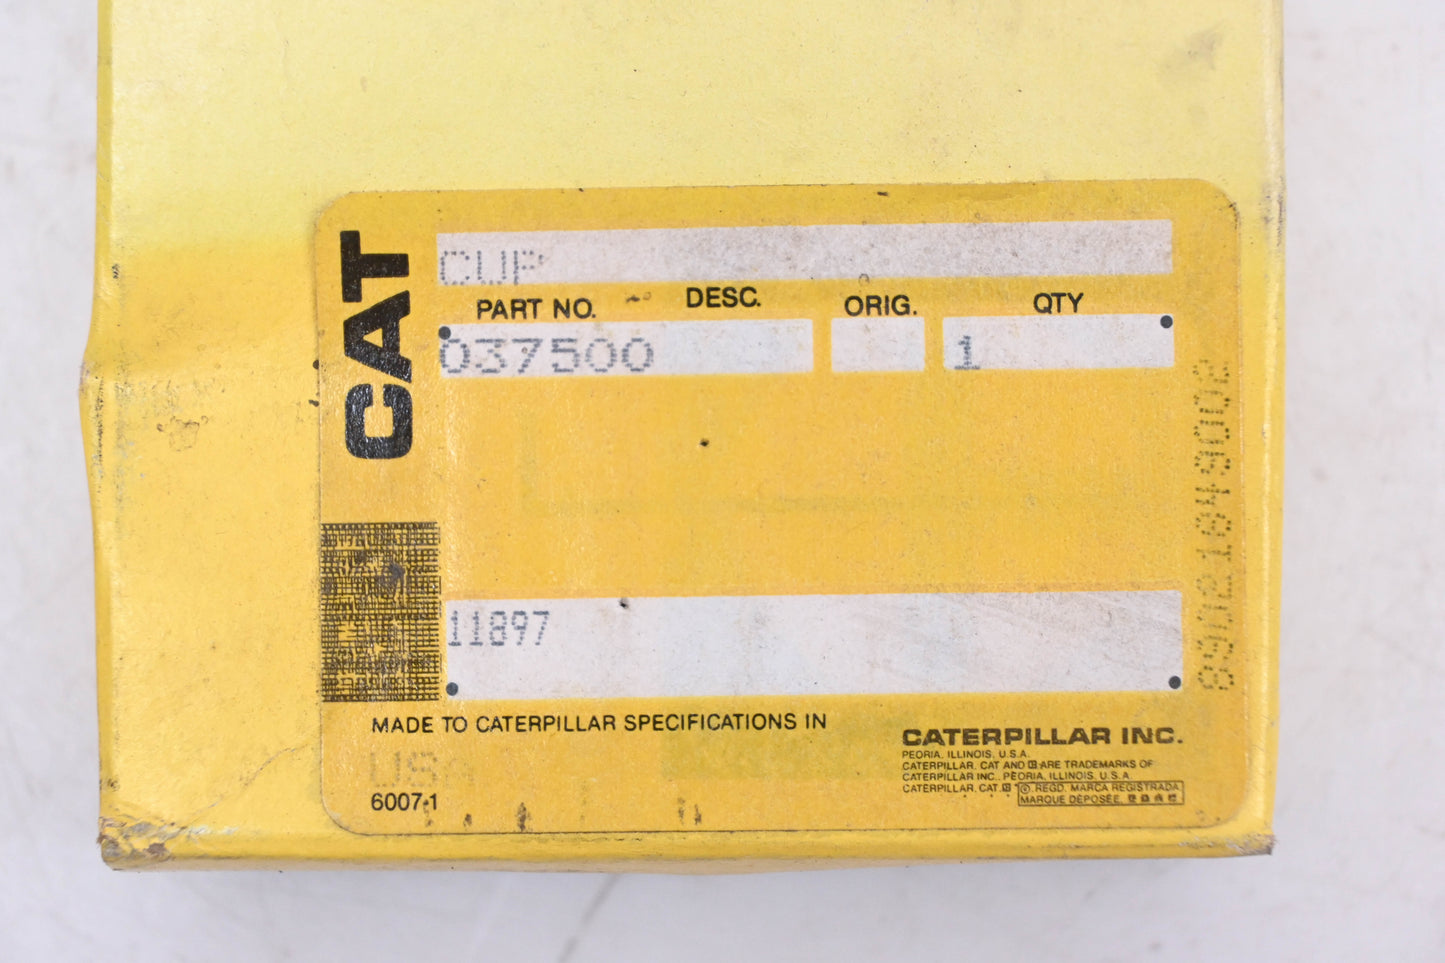 CAT
CUP
PART NO. DESC. ORIG. QTY
037500 1
11897
MADE TO CATERPILLAR SPECIFICATIONS IN
USA
6007-1
CATERPILLAR INC.
PEORIA, ILLINOIS, U.S.A.
CATERPILLAR, CAT AND ARE TRADEMARKS OF
CATERPILLAR INC., PEORIA, ILLINOIS, U.S.A.
CATERPILLAR, CAT
© REGD. MARCA REGISTRADA
MARQUE DÉPOSÉE,